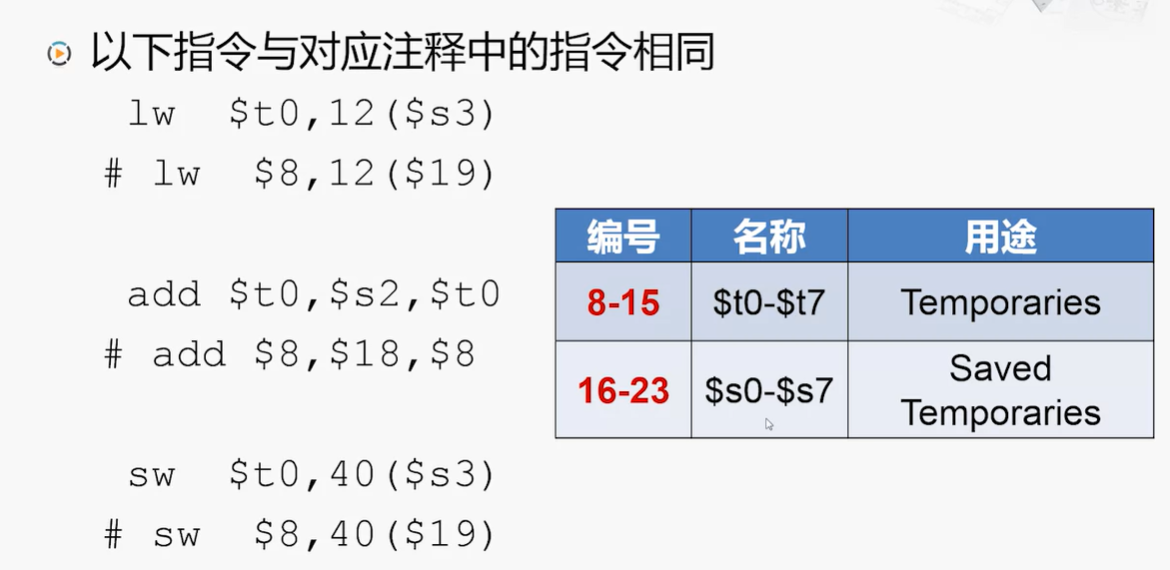 以下指令与对应注释中的指令相同
lw $t0,12($s3)
# lw $8,12($19)
add $t0,$s2,$t0
# add $8,$18,$8
sw $t0,40($s3)
# sw $8,40($19)
编号 名称 用途
8-15 $t0-$t7 Temporaries
16-23 $s0-$s7 Saved
Temporaries